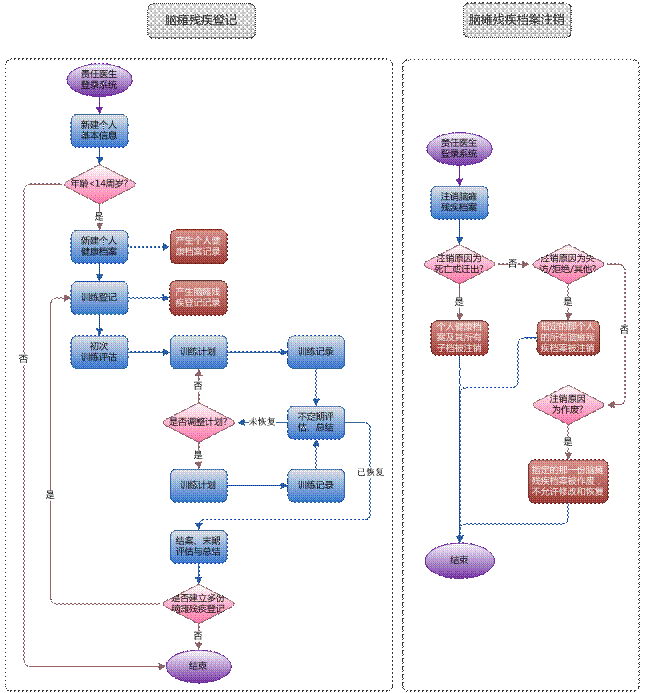 脑瘫残疾登记
责任医生
登录系统
新建个人
基本信息
年龄<14周岁?
是
新建个人
健康档案
产生个人健
康档案记录
训练登记
产生脑瘫残
疾登记记录
初次
训练评估
训练计划
训练记录
否
否
是否调整计划?
未恢复
不定期评
估、总结
是
已恢复
训练计划
训练记录
是
结案、末期
评估与总结
是否建立多份
脑瘫残疾登记
否
结束
脑瘫残疾档案注销
责任医生
登录系统
注销脑瘫
残疾档案
注销原因为
死亡或迁出?
否
注销原因为失
访/拒绝/其他?
是
是
否
个人健康档
案及其所有
子档被注销
指定的那个人
的所有脑瘫残
疾档案被注销
注销原因
为作废?
是
指定的那一份脑瘫
残疾档案被作废,
不允许修改和恢复
结束